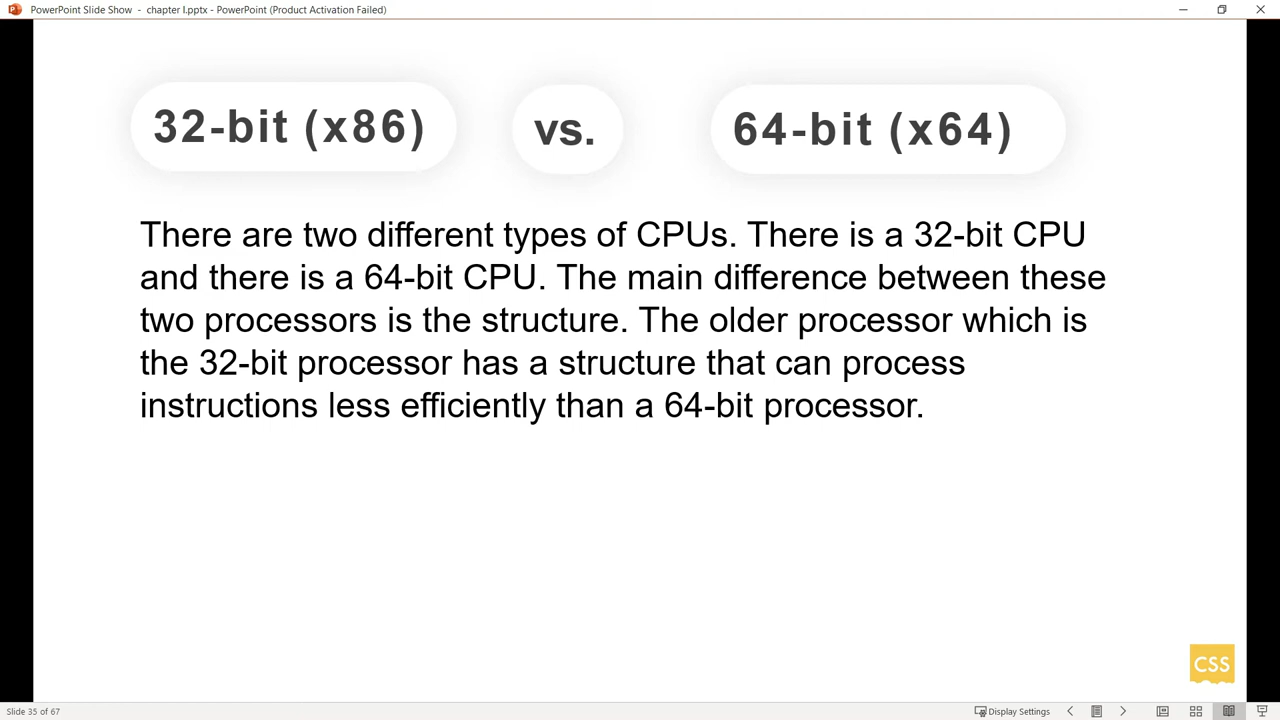 PowerPoint Slide Show - chapter I.pptx - PowerPoint (Product Activation Failed)
32-bit (x86)
vs.
64-bit (x64)
There are two different types of CPUs. There is a 32-bit CPU
and there is a 64-bit CPU. The main difference between these
two processors is the structure. The older processor which is
the 32-bit processor has a structure that can process
instructions less efficiently than a 64-bit processor.
CSS
Slide 35 of 67
Display Settings